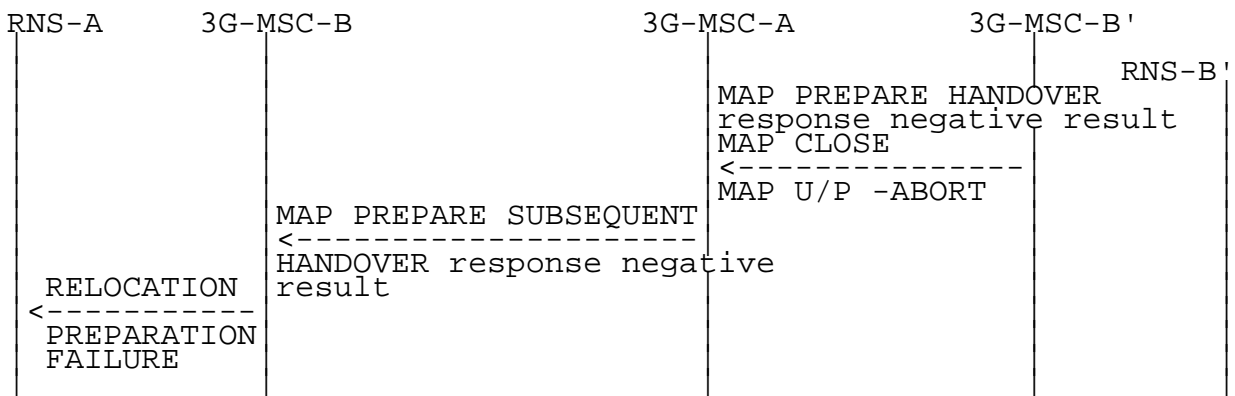 RNS-A 3G-MSC-B 3G-MSC-A 3G-MSC-B'
RNS-B'
MAP PREPARE HANDOVER
response negative result
MAP CLOSE
<---------------
MAP U/P -ABORT
MAP PREPARE SUBSEQUENT
<---------------------
HANDOVER response negative
result
RELOCATION
<-----------
PREPARATION
FAILURE